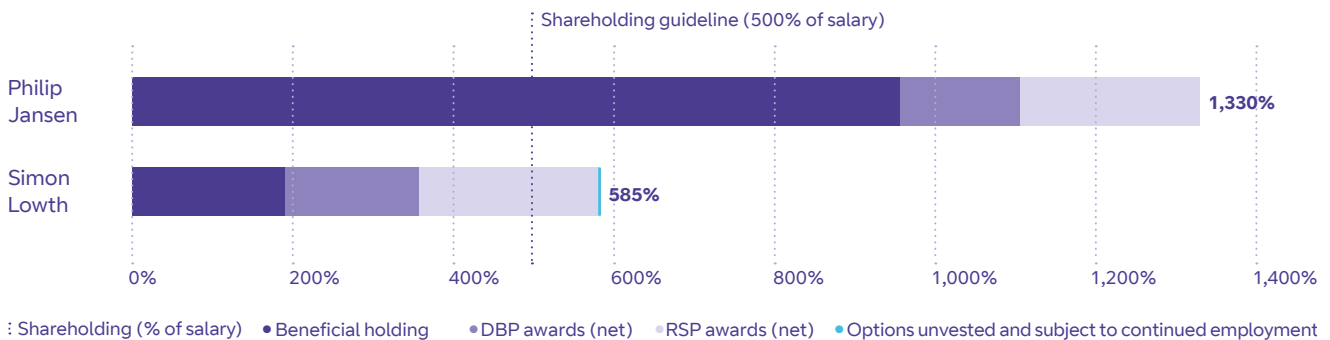 Shareholding guideline (500% of salary)
Philip
Jansen
1,330%
Simon
Lowth
585%
0% 200% 400% 600% 800% 1,000% 1,200% 1,400%
Shareholding (% of salary) Beneficial holding DBP awards (net) RSP awards (net) Options unvested and subject to continued employment